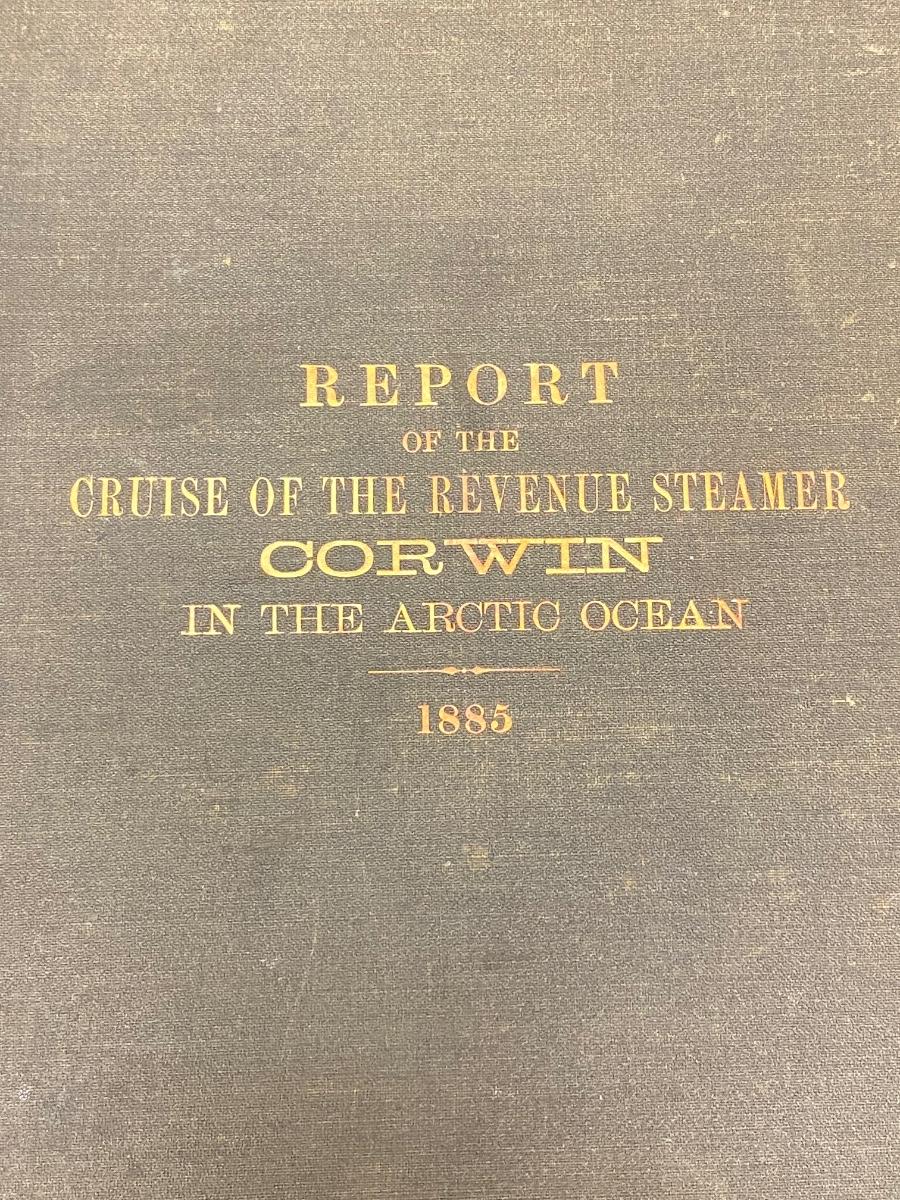 REPORT
OF THE
CRUISE OF THE REVENUE STEAMER
CORWIN
IN THE ARCTIC OCEAN
1885